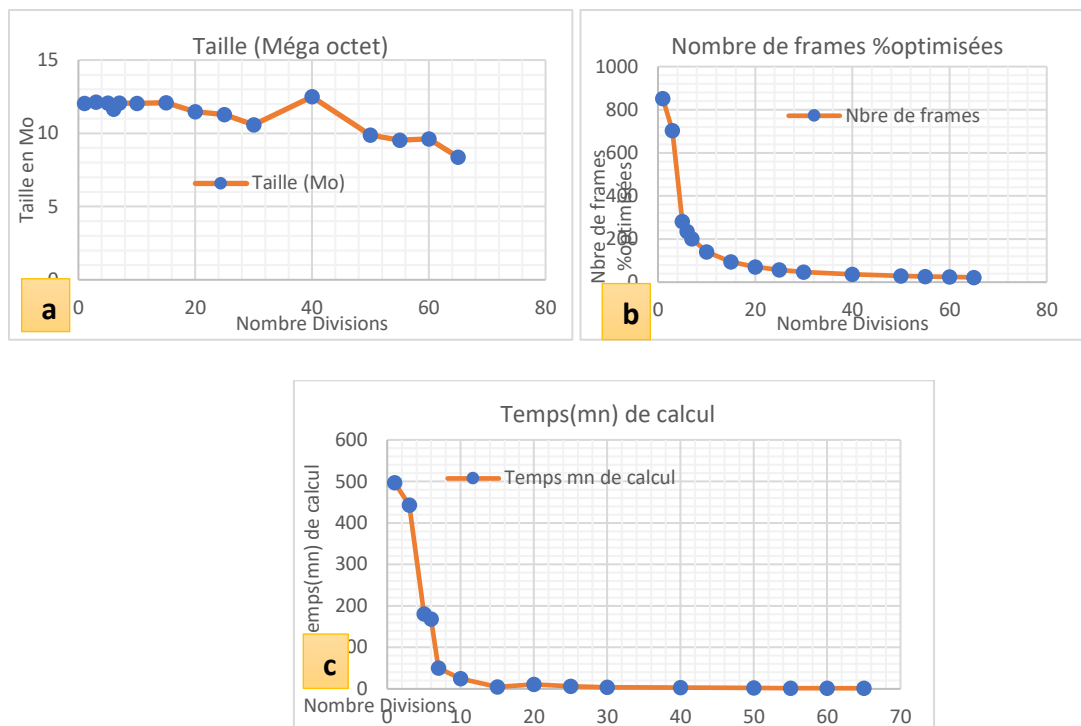 Taille (Méga octet)
15
10
5
0
Taille en Mo
Taille (Mo)
0 20 40 60 80
Nombre Divisions
a
Nombre de frames %optimisées
1000
800
600
400
200
0
Nbre de frames
%optimisées
Nbre de frames
0 20 40 60 80
Nombre Divisions
b
Temps(mn) de calcul
600
500
400
300
200
100
0
emps(mn) de calcul
Temps mn de calcul
0 10 20 30 40 50 60 70
Nombre Divisions
c